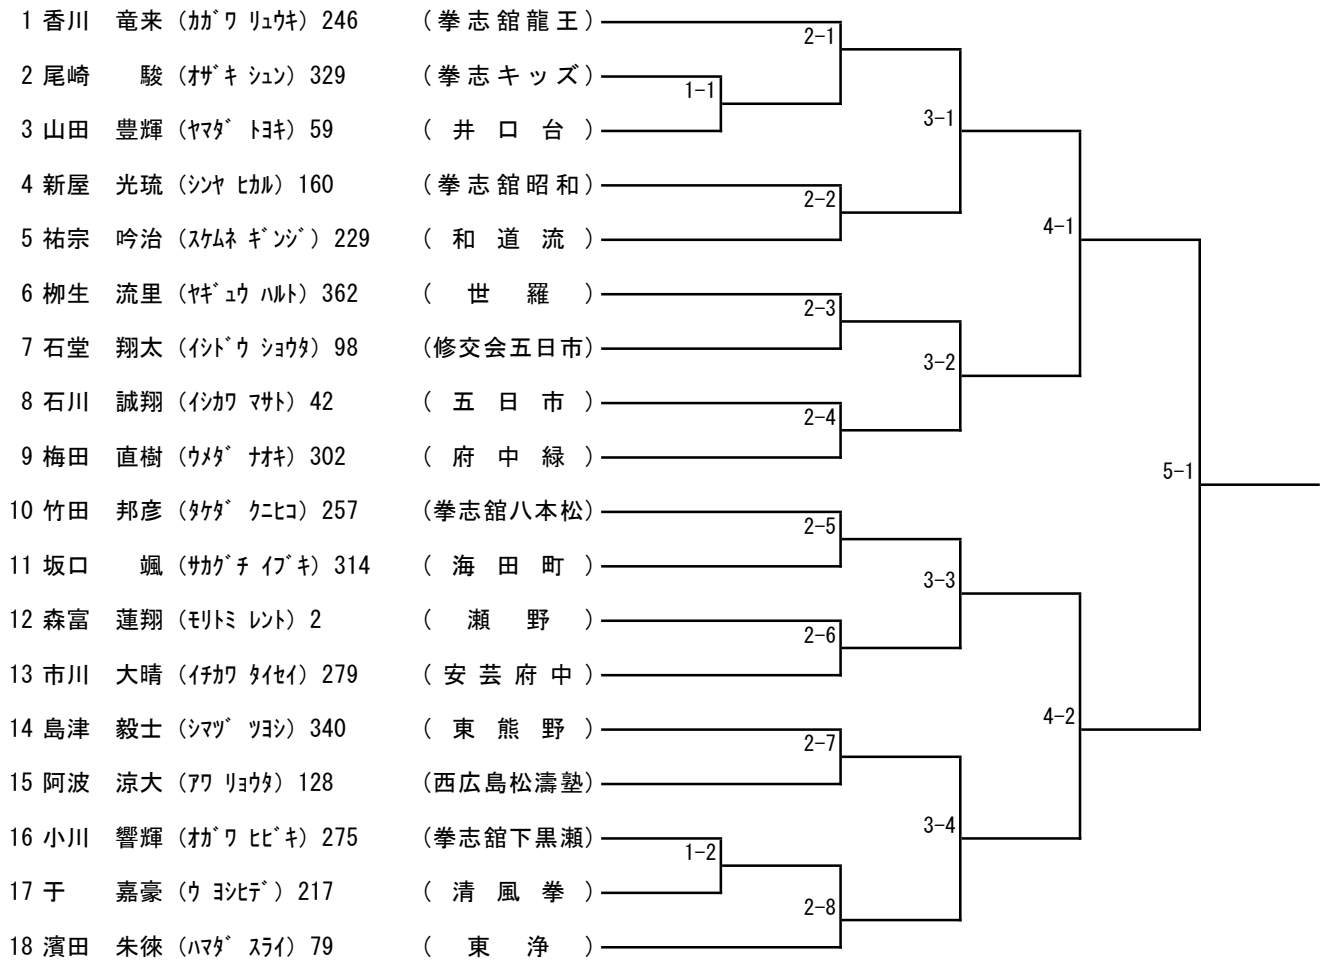 1 香川 竜来 (ｶｶﾞﾜ ﾘｭｳｷ) 246 (拳志舘龍王)
2 尾崎 駿 (ｵｻﾞｷ ｼｭﾝ) 329 (拳志キッズ)
3 山田 豊輝 (ﾔﾏﾀﾞ ﾄﾖｷ) 59 (井口台)
4 新屋 光琉 (ｼﾝﾔ ﾋｶﾙ) 160 (拳志舘昭和)
5 祐宗 吟治 (ｽｹﾑﾈ ｷﾞﾝｼﾞ) 229 (和道流)
6 栁生 流里 (ﾔｷﾞｭｳ ﾊﾙﾄ) 362 (世羅)
7 石堂 翔太 (ｲｼﾄﾞｳ ｼｮｳﾀ) 98 (修交会五日市)
8 石川 誠翔 (ｲｼｶﾜ ﾏｻﾄ) 42 (五日市)
9 梅田 直樹 (ｳﾒﾀﾞ ﾅｵｷ) 302 (府中緑)
10 竹田 邦彦 (ﾀｹﾀﾞ ｸﾆﾋｺ) 257 (拳志舘八本松)
11 坂口 颯 (ｻｶｸﾞﾁ ｲﾌﾞｷ) 314 (海田町)
12 森富 蓮翔 (ﾓﾘﾄﾐ ﾚﾝﾄ) 2 (瀬野)
13 市川 大晴 (ｲﾁｶﾜ ﾀｲｾｲ) 279 (安芸府中)
14 島津 毅士 (ｼﾏﾂﾞ ﾂﾖｼ) 340 (東熊野)
15 阿波 涼大 (ｱﾜ ﾘｮｳﾀ) 128 (西広島松濤塾)
16 小川 響輝 (ｵｶﾞﾜ ﾋﾋﾞｷ) 275 (拳志舘下黒瀬)
17 于 嘉豪 (ｳ ﾖｼﾋﾃﾞ) 217 (清風拳)
18 濱田 朱徠 (ﾊﾏﾀﾞ ｽﾗｲ) 79 (東浄)
1-1
1-2
2-1
2-2
2-3
2-4
2-5
2-6
2-7
2-8
3-1
3-2
3-3
3-4
4-1
4-2
5-1